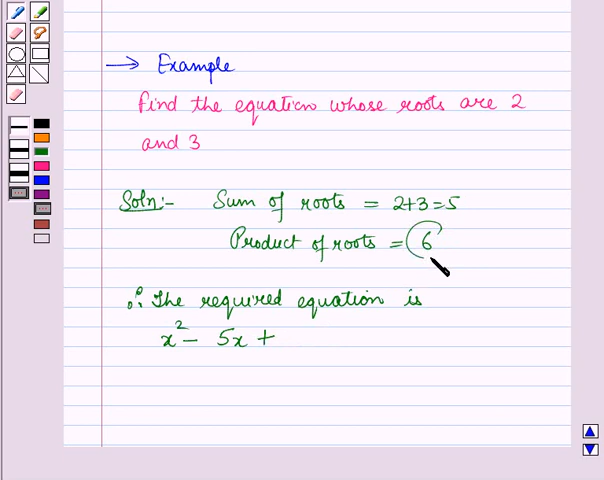 → Example
find the equation whose roots are 2
and 3
Soln:- Sum of roots = 2+3=5
Product of roots = 6
∴ The required equation is
x² - 5x +